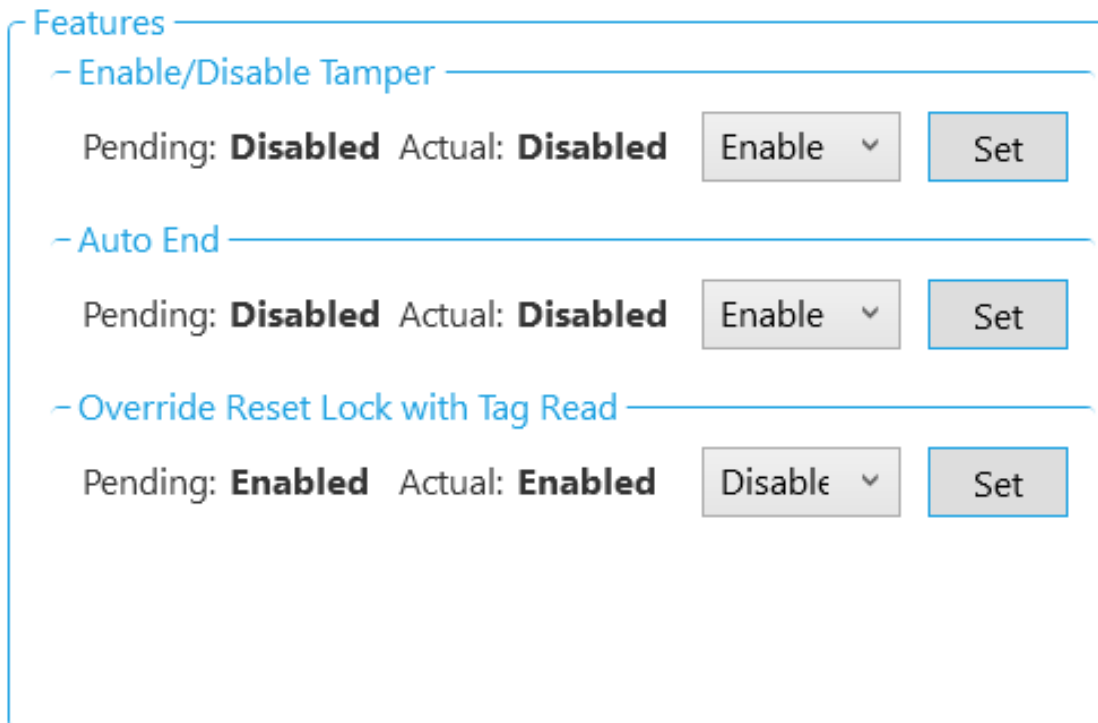 Features
Enable/Disable Tamper
Pending: Disabled Actual: Disabled Enable Set
Auto End
Pending: Disabled Actual: Disabled Enable Set
Override Reset Lock with Tag Read
Pending: Enabled Actual: Enabled Disable Set